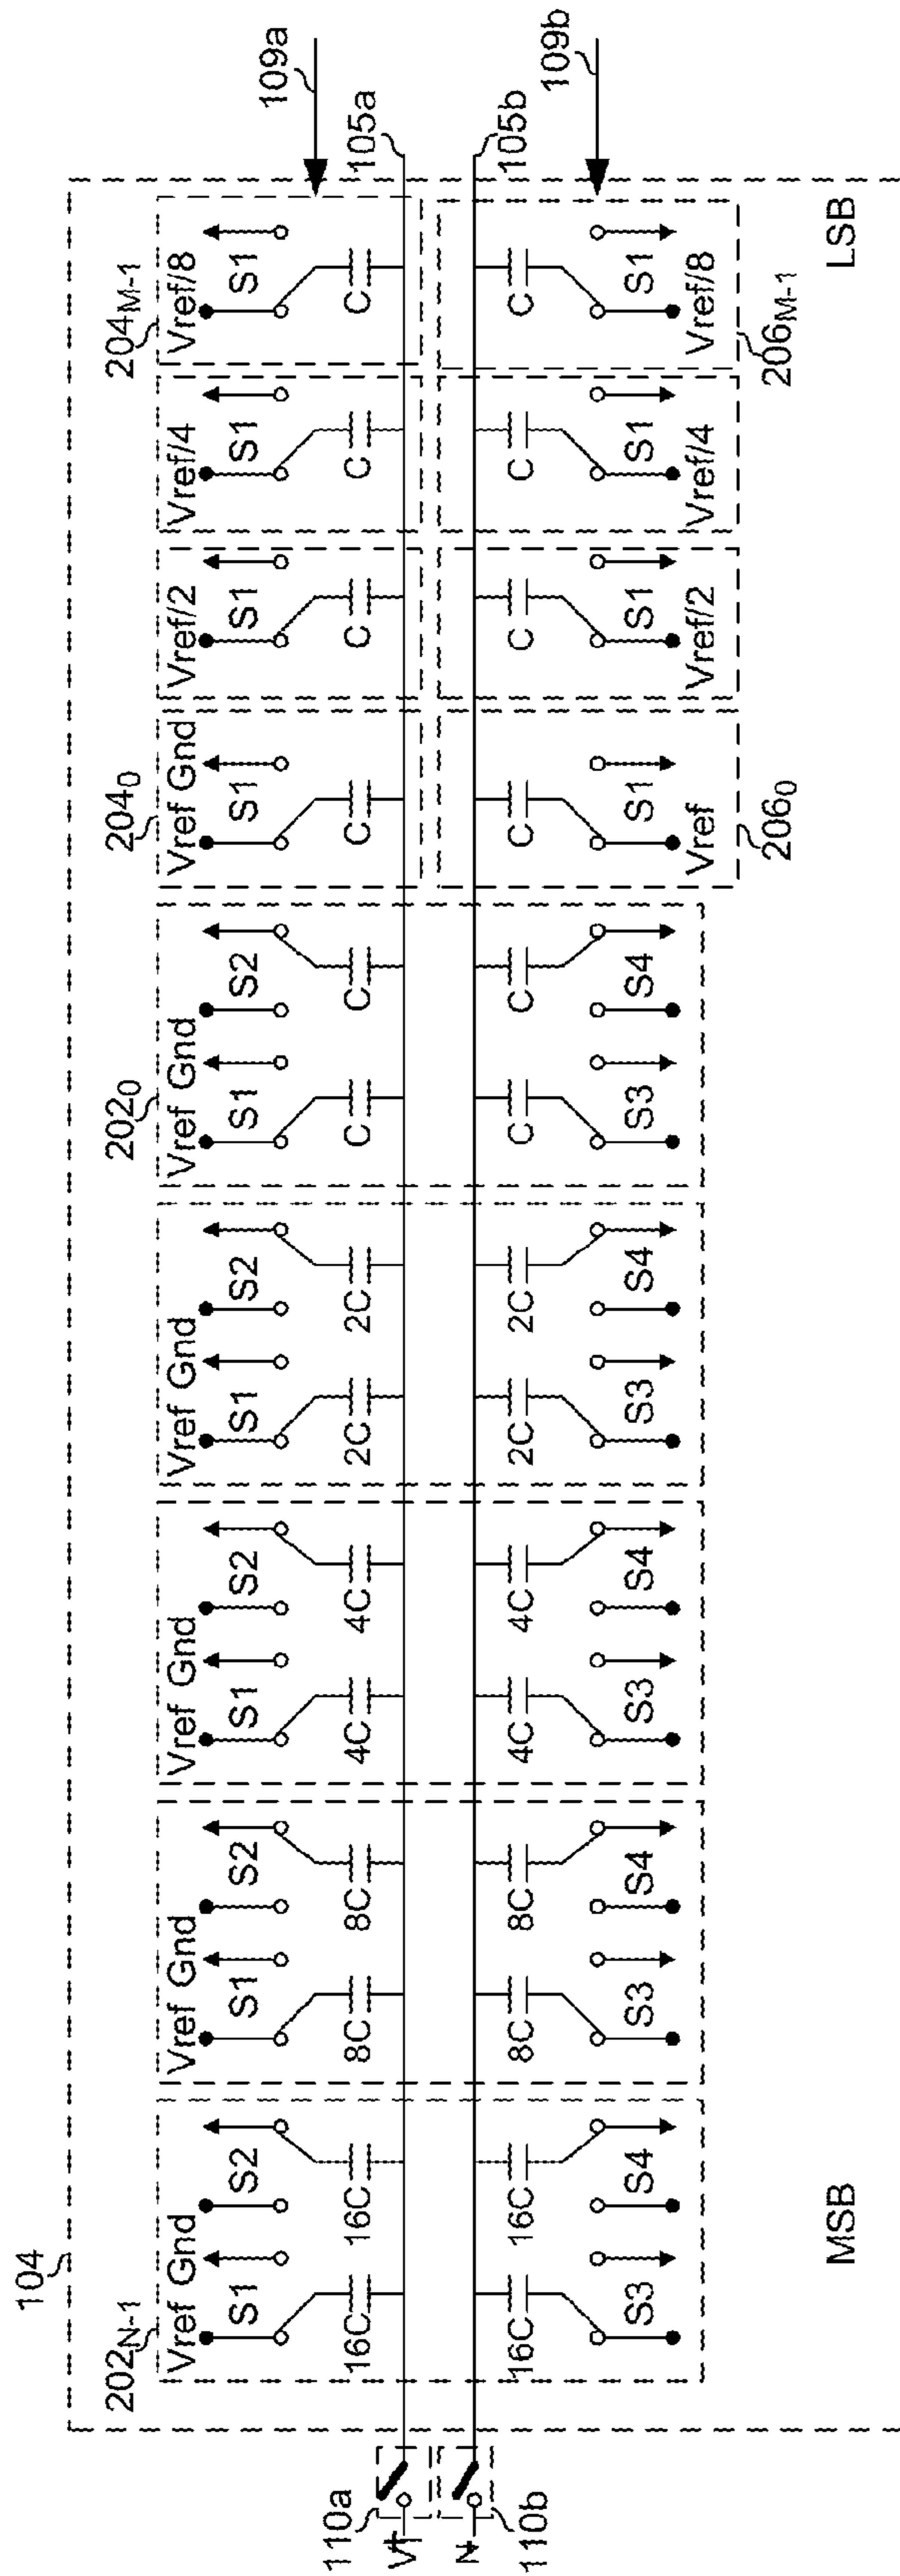 104
202N-1 2020 2040 204M-1
Vref Gnd Vref Gnd Vref Gnd Vref Gnd Vref Gnd Vref Gnd Vref/2 Vref/4 Vref/8
S1 S2 S1 S2 S1 S2 S1 S2 S1 S2 S1 S1 S1 S1
109a
16C 16C 8C 8C 4C 4C 2C 2C C C C C C C
110a 105a
16C 16C 8C 8C 4C 4C 2C 2C C C C C C C
110b 105b
S3 S4 S3 S4 S3 S4 S3 S4 S3 S4 S1 S1 S1 S1
109b
Vref Vref/2 Vref/4 Vref/8
2060 206M-1
MSB LSB